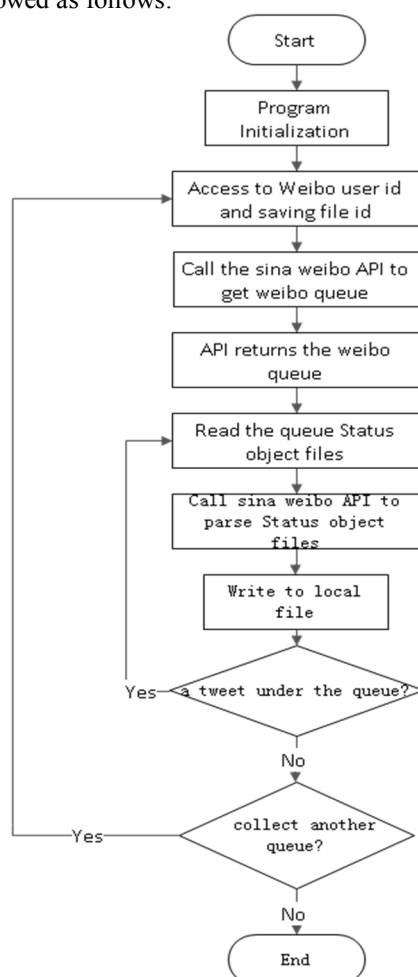 owed as follows:
Start
Program
Initialization
Access to Weibo user id
and saving file id
Call the sina weibo API to
get weibo queue
API returns the weibo
queue
Read the queue Status
object files
Call sina weibo API to
parse Status object
files
Write to local
file
Yes
a tweet under the queue?
No
Yes
collect another
queue?
No
End